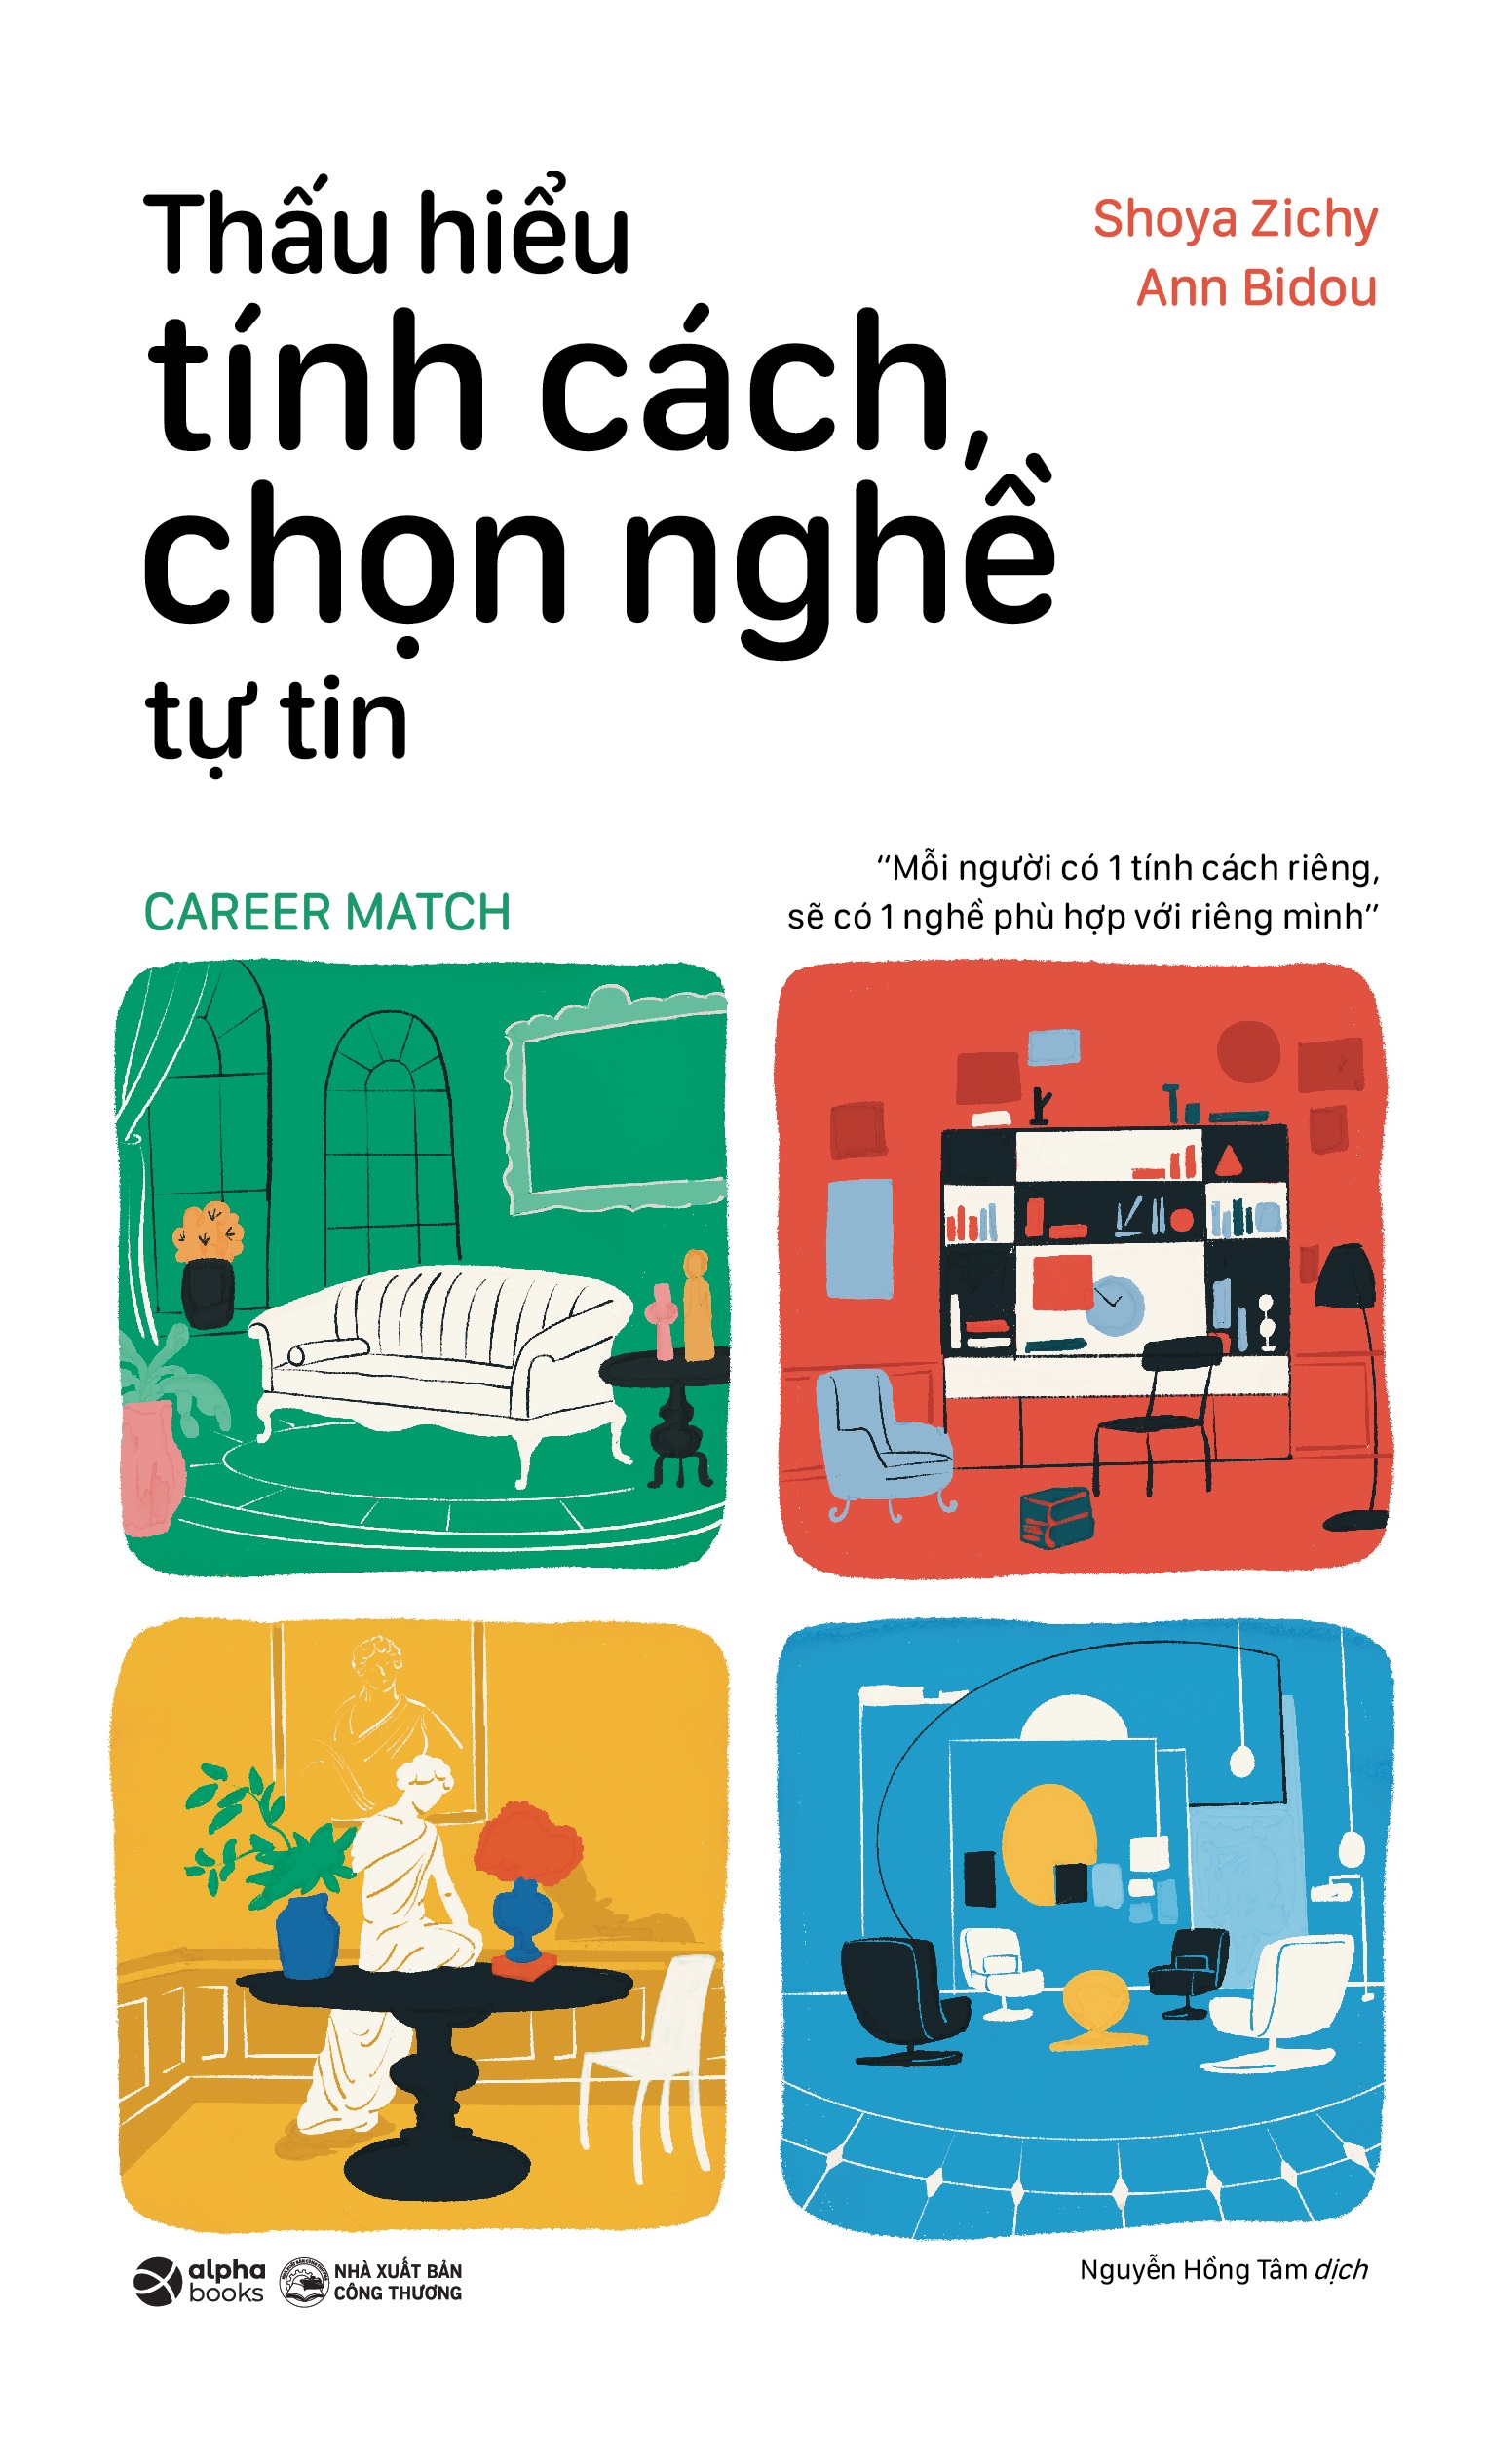 Thấu hiểu
tính cách,
chọn nghề
tự tin
Shoya Zichy
Ann Bidou
CAREER MATCH
“Mỗi người có 1 tính cách riêng,
sẽ có 1 nghề phù hợp với riêng mình”
alpha
books
NHÀ XUẤT BẢN
CÔNG THƯƠNG
Nguyễn Hồng Tâm dịch